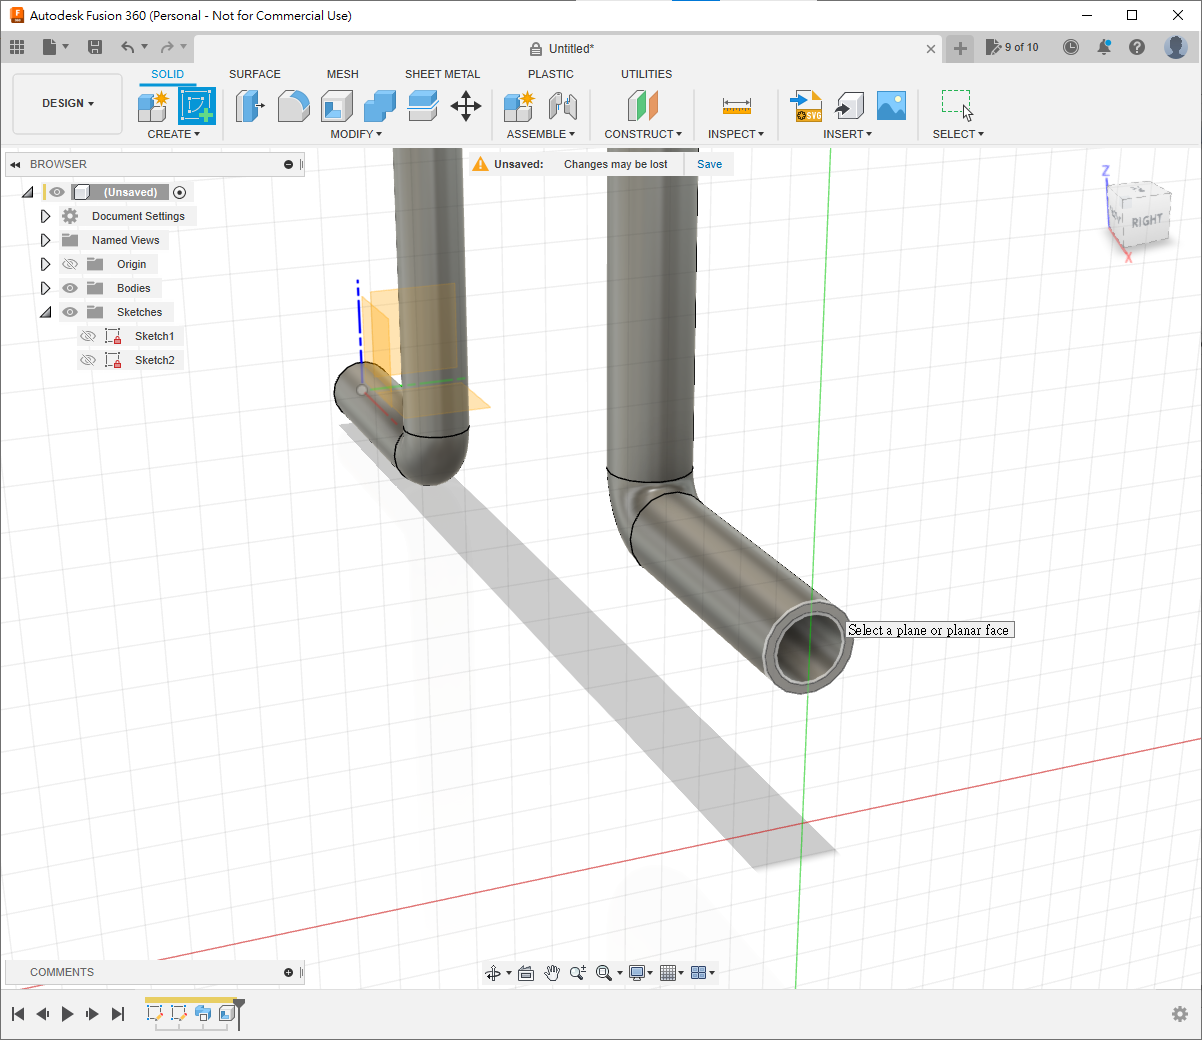 Autodesk Fusion 360 (Personal - Not for Commercial Use)
Untitled*
9 of 10
SOLID SURFACE MESH SHEET METAL PLASTIC UTILITIES
DESIGN
SVG
CREATE MODIFY ASSEMBLE CONSTRUCT INSPECT INSERT SELECT
BROWSER
Unsaved: Changes may be lost Save
(Unsaved)
Document Settings
Named Views
Origin
Bodies
Sketches
Sketch1
Sketch2
Z
RIGHT
X
Select a plane or planar face
COMMENTS